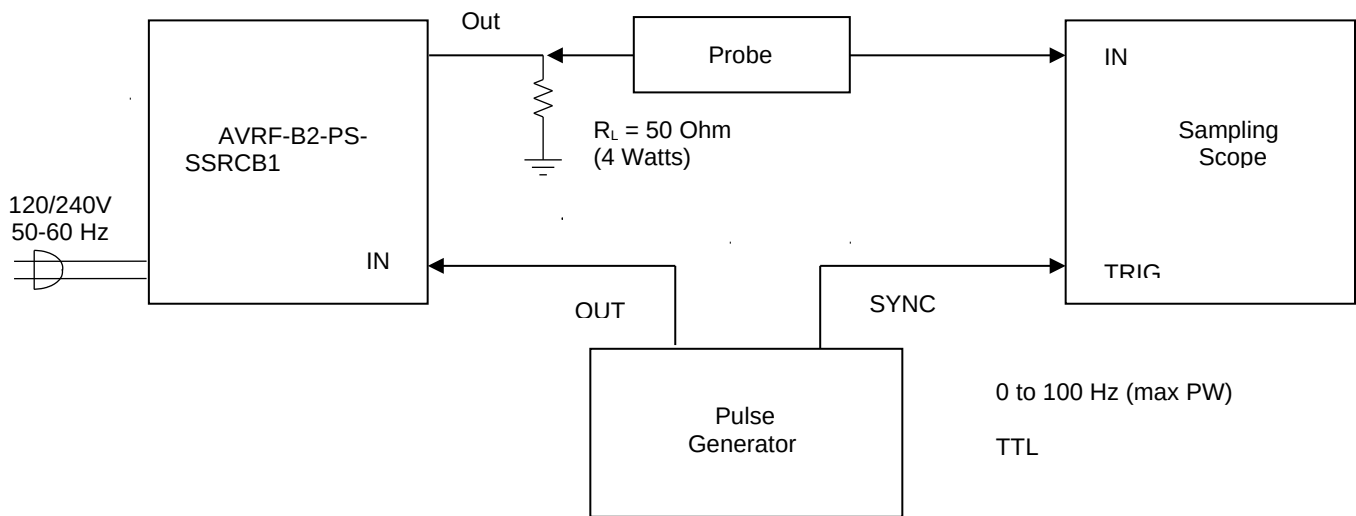 Out
Probe
IN
AVRF-B2-PS-
SSRCB1
R_L = 50 Ohm
(4 Watts)
Sampling
Scope
120/240V
50-60 Hz
IN
TRIG
OUT
SYNC
0 to 100 Hz (max PW)
Pulse
Generator
TTL